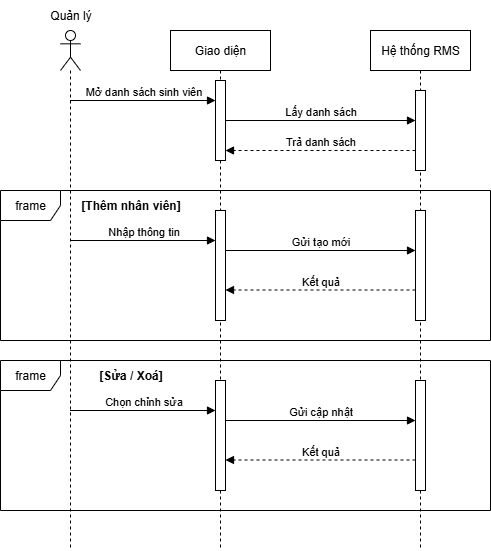 Quản lý
Giao diện
Hệ thống RMS
Mở danh sách sinh viên
Lấy danh sách
Trả danh sách
frame
[Thêm nhân viên]
Nhập thông tin
Gửi tạo mới
Kết quả
frame
[Sửa / Xoá]
Chọn chỉnh sửa
Gửi cập nhật
Kết quả